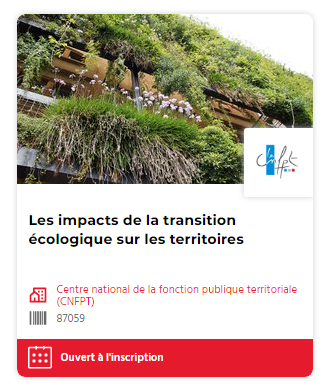 cnfpt
Les impacts de la transition
écologique sur les territoires
Centre national de la fonction publique territoriale
(CNFPT)
87059
Ouvert à l'inscription